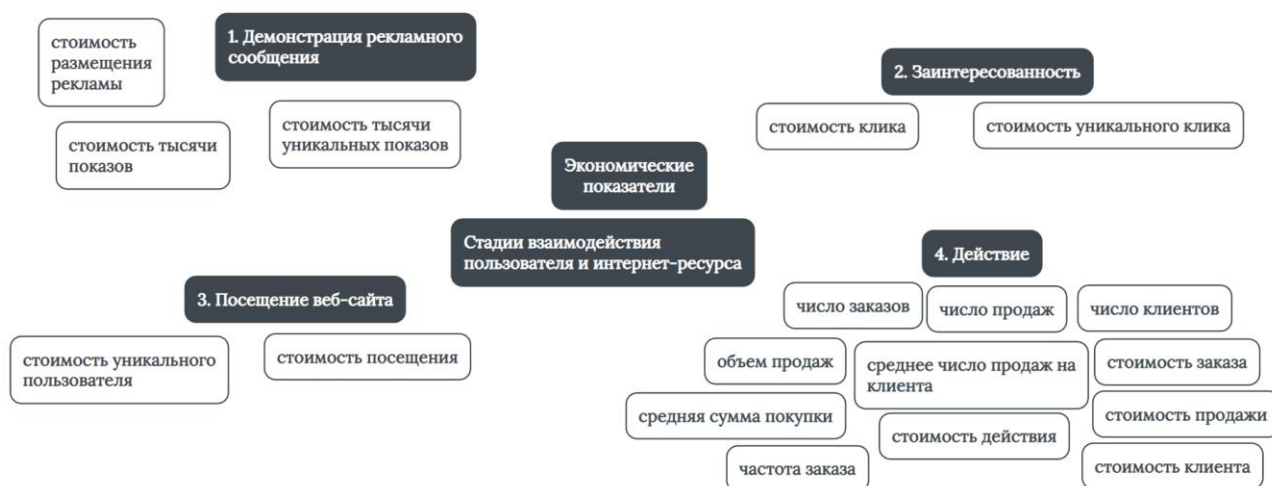 1. Демонстрация рекламного
сообщения
стоимость
размещения
рекламы
стоимость тысячи
показов
стоимость тысячи
уникальных показов
2. Заинтересованность
стоимость клика
стоимость уникального клика
Экономические
показатели
Стадии взаимодействия
пользователя и интернет-ресурса
3. Посещение веб-сайта
стоимость уникального
пользователя
стоимость посещения
4. Действие
число заказов
число продаж
число клиентов
объем продаж
среднее число продаж на
клиента
стоимость заказа
средняя сумма покупки
стоимость действия
стоимость продажи
частота заказа
стоимость клиента